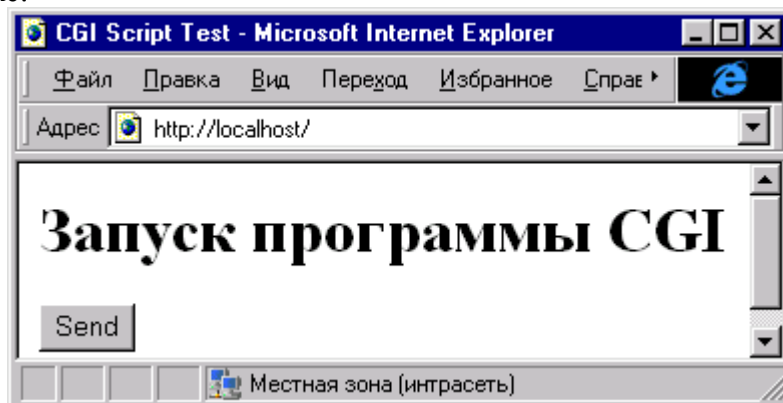 CGI Script Test - Microsoft Internet Explorer
Файл Правка Вид Переход Избранное Справ
Адрес http://localhost/
Запуск программы CGI
Send
Местная зона (интрасеть)